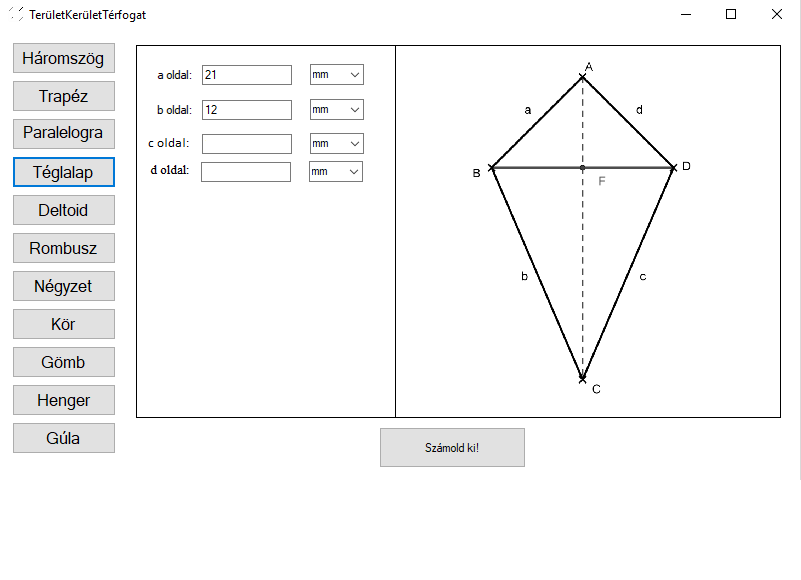 TerületKerületTérfogat
Háromszög
Trapéz
Paralelogra
Téglalap
Deltoid
Rombusz
Négyzet
Kör
Gömb
Henger
Gúla
a oldal: 21 mm
b oldal: 12 mm
c oldal: mm
d oldal: mm
A
a d
B D
F
b c
C
Számold ki!